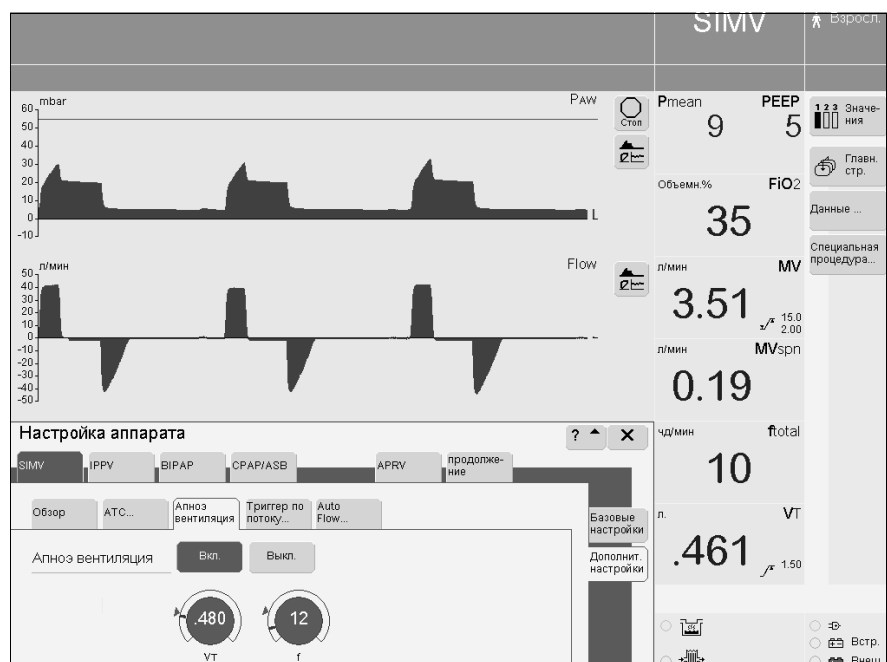 SIMV
Взросл.
mbar
Paw
60
50
40
30
20
10
0
-10
Стоп
Pmean
PEEP
9
5
1 2 3
Значе-
ния
Главн.
стр.
Объемн.%
FiO2
35
Данные ...
Специальная
процедура...
л/мин
Flow
50
40
30
20
10
0
-10
-20
-30
-40
-50
л/мин
MV
3.51
15.0
2.00
л/мин
MVspn
0.19
Настройка аппарата
?
SIMV
IPPV
BIPAP
CPAP/ASB
APRV
продолже-
ние
чд/мин
ftotal
10
Обзор
ATC...
Апноэ
вентиляция
Триггер по
потоку...
Auto
Flow...
Базовые
настройки
Дополнит.
настройки
л.
VT
.461
1.50
Апноэ вентиляция
Вкл.
Выкл.
.480
12
VT
f
Встр.
Внеш.